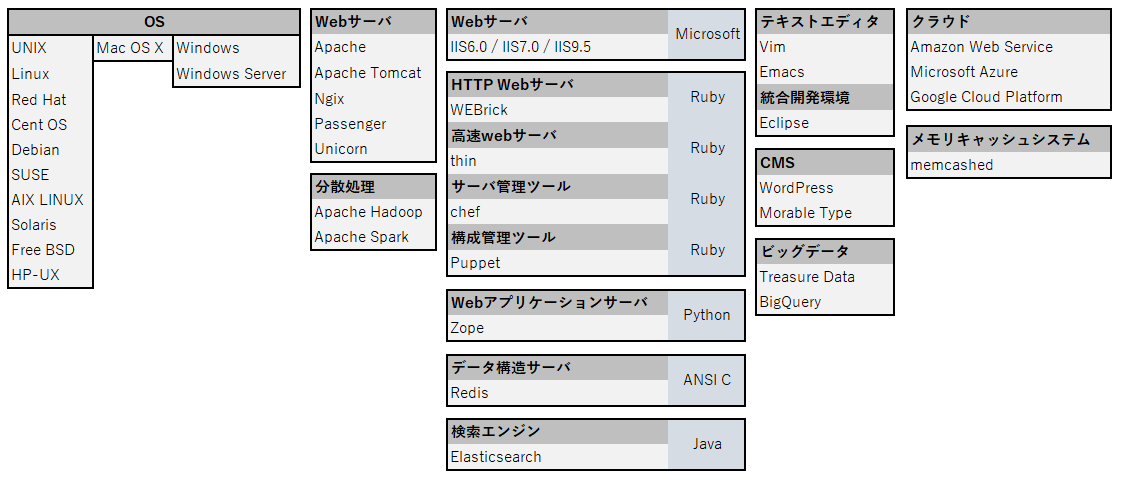 OS
UNIX
Linux
Red Hat
Cent OS
Debian
SUSE
AIX LINUX
Solaris
Free BSD
HP-UX
Mac OS X
Windows
Windows Server
Webサーバ
Apache
Apache Tomcat
Ngix
Passenger
Unicorn
分散処理
Apache Hadoop
Apache Spark
Webサーバ
IIS6.0 / IIS7.0 / IIS9.5
Microsoft
HTTP Webサーバ
WEBrick
Ruby
高速webサーバ
thin
Ruby
サーバ管理ツール
chef
Ruby
構成管理ツール
Puppet
Ruby
Webアプリケーションサーバ
Zope
Python
データ構造サーバ
Redis
ANSI C
検索エンジン
Elasticsearch
Java
テキストエディタ
Vim
Emacs
統合開発環境
Eclipse
CMS
WordPress
Morable Type
ビッグデータ
Treasure Data
BigQuery
クラウド
Amazon Web Service
Microsoft Azure
Google Cloud Platform
メモリキャッシュシステム
memcashed